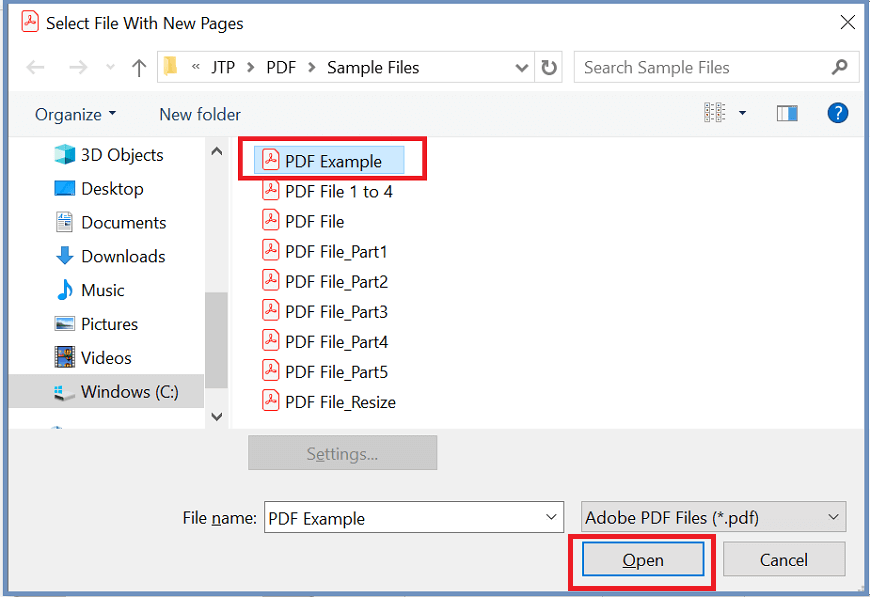 Select File With New Pages
« JTP > PDF > Sample Files
Search Sample Files
Organize
New folder
?
3D Objects
Desktop
Documents
Downloads
Music
Pictures
Videos
Windows (C:)
PDF Example
PDF File 1 to 4
PDF File
PDF File_Part1
PDF File_Part2
PDF File_Part3
PDF File_Part4
PDF File_Part5
PDF File_Resize
Settings...
File name: PDF Example
Adobe PDF Files (*.pdf)
Open
Cancel